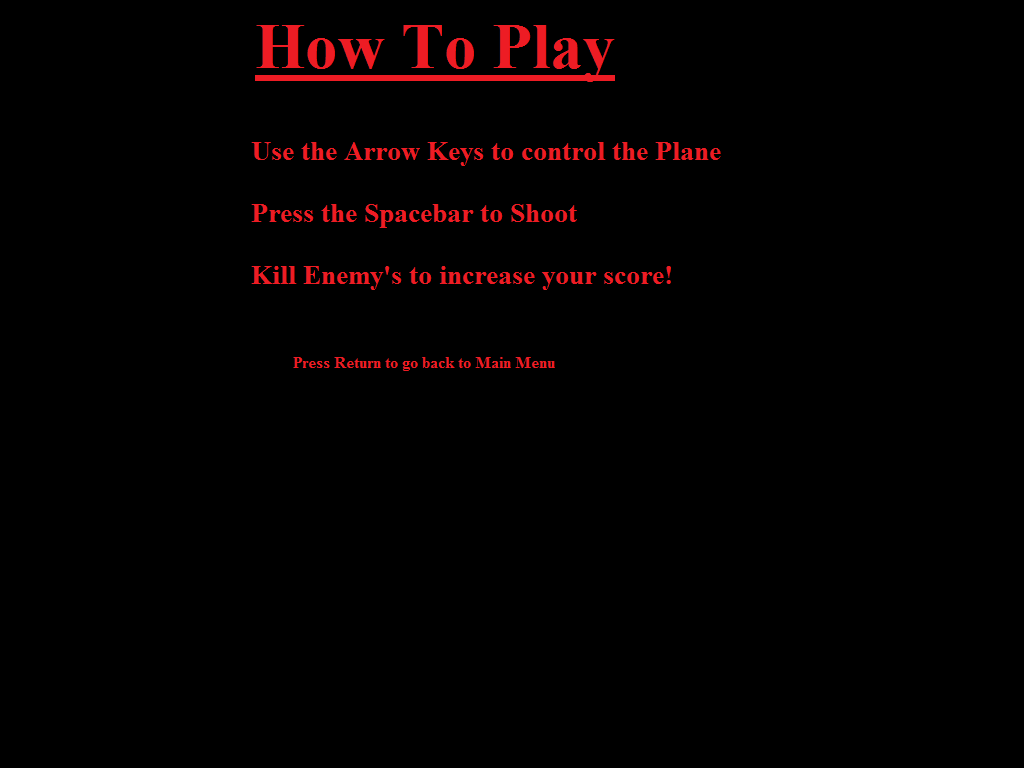 How To Play
Use the Arrow Keys to control the Plane
Press the Spacebar to Shoot
Kill Enemy's to increase your score!
Press Return to go back to Main Menu